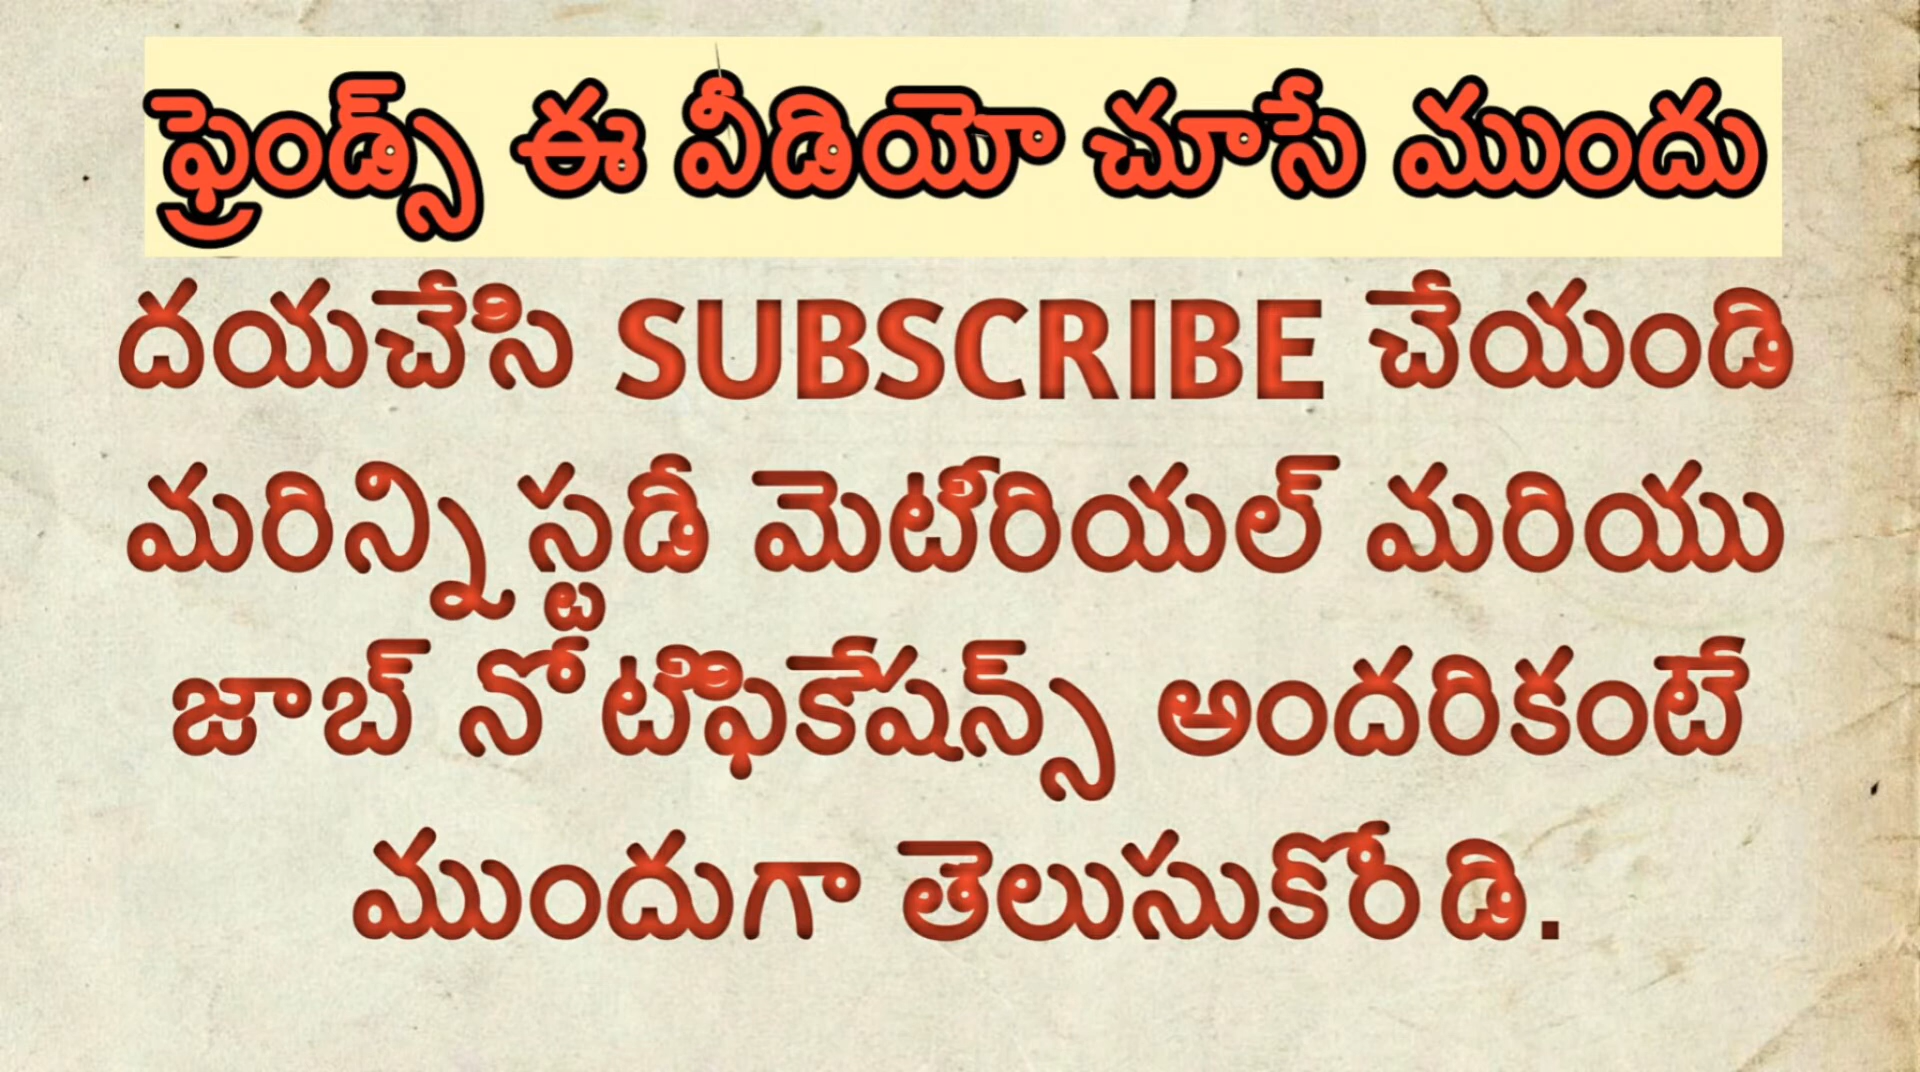 ఫ్రెండ్స్ ఈ వీడియో చూసే ముందు
దయచేసి SUBSCRIBE చేయండి
మరిన్ని స్టడీ మెటీరియల్ మరియు
జాబ్ నోటిఫికేషన్స్ అందరికంటే
ముందుగా తెలుసుకోండి.